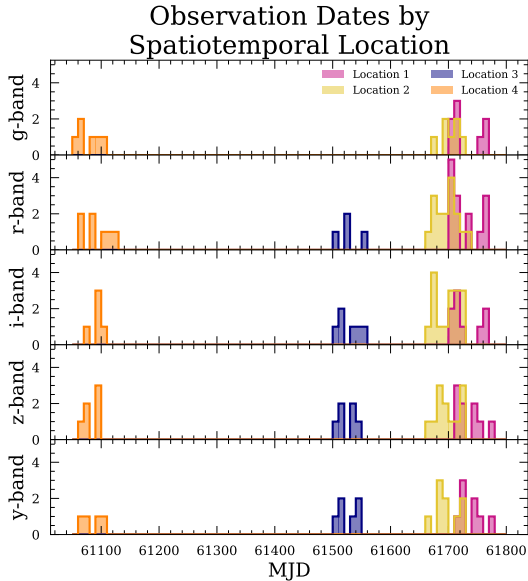 Observation Dates by
Spatiotemporal Location
Location 1
Location 2
Location 3
Location 4
g-band
4
2
0
r-band
4
2
0
i-band
4
2
0
z-band
4
2
0
y-band
4
2
0
61100 61200 61300 61400 61500 61600 61700 61800
MJD